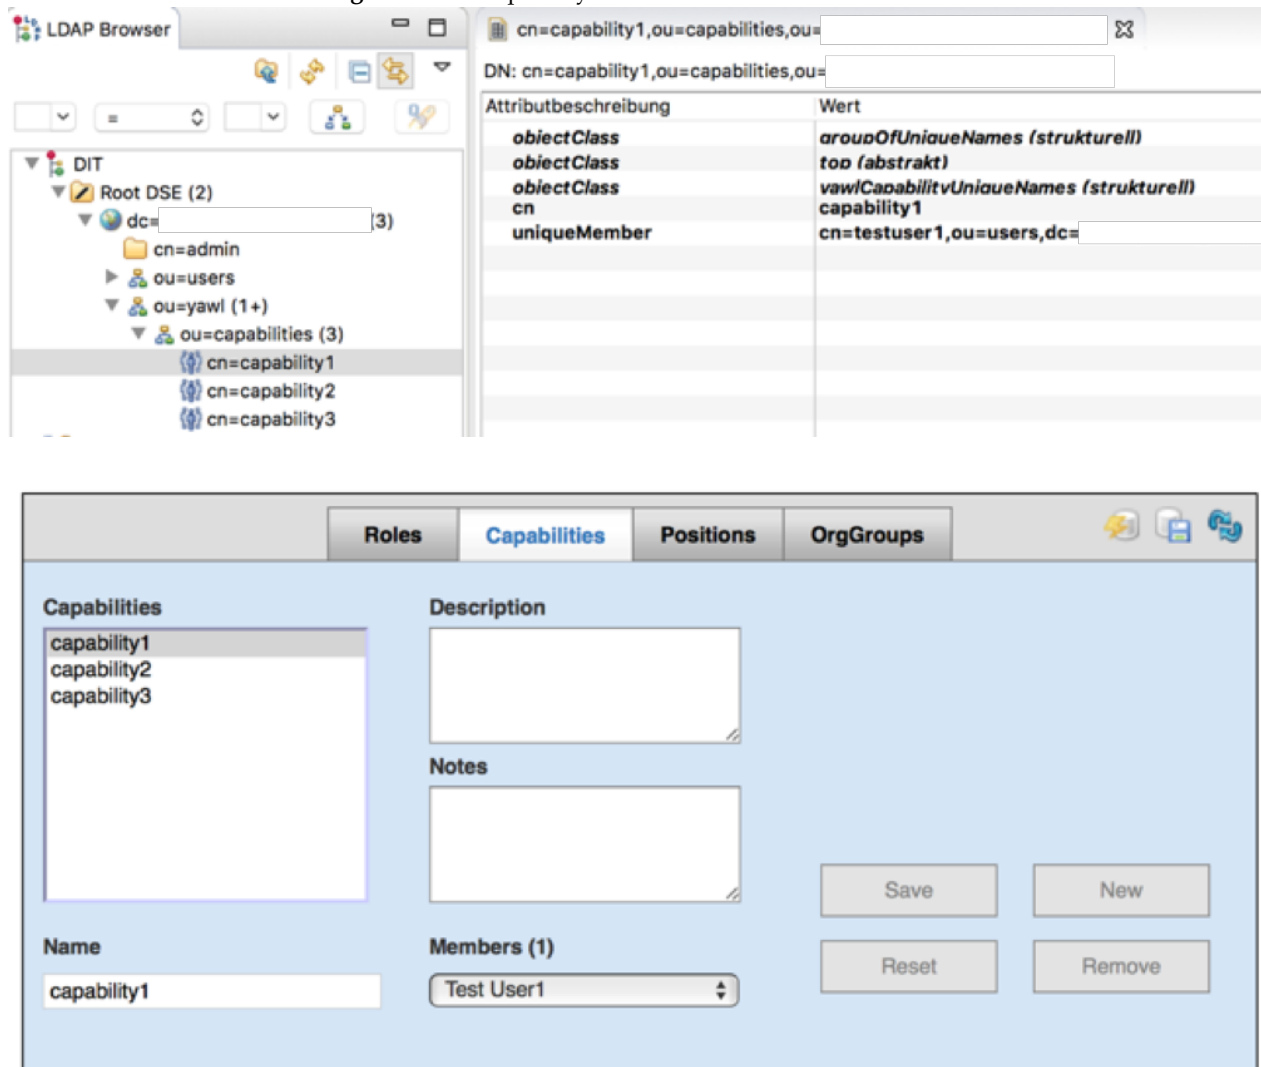 LDAP Browser
cn=capability1,ou=capabilities,ou=
DN: cn=capability1,ou=capabilities,ou=
=
Attributbeschreibung Wert
objectClass groupOfUniqueNames (strukturell)
objectClass top (abstrakt)
objectClass yawlCapabilityUniqueNames (strukturell)
cn capability1
uniqueMember cn=testuser1,ou=users,dc=
DIT
Root DSE (2)
dc= (3)
cn=admin
ou=users
ou=yawl (1+)
ou=capabilities (3)
cn=capability1
cn=capability2
cn=capability3
Roles Capabilities Positions OrgGroups
Capabilities Description
capability1
capability2
capability3
Notes
Save New
Name Members (1)
Reset Remove
capability1 Test User1